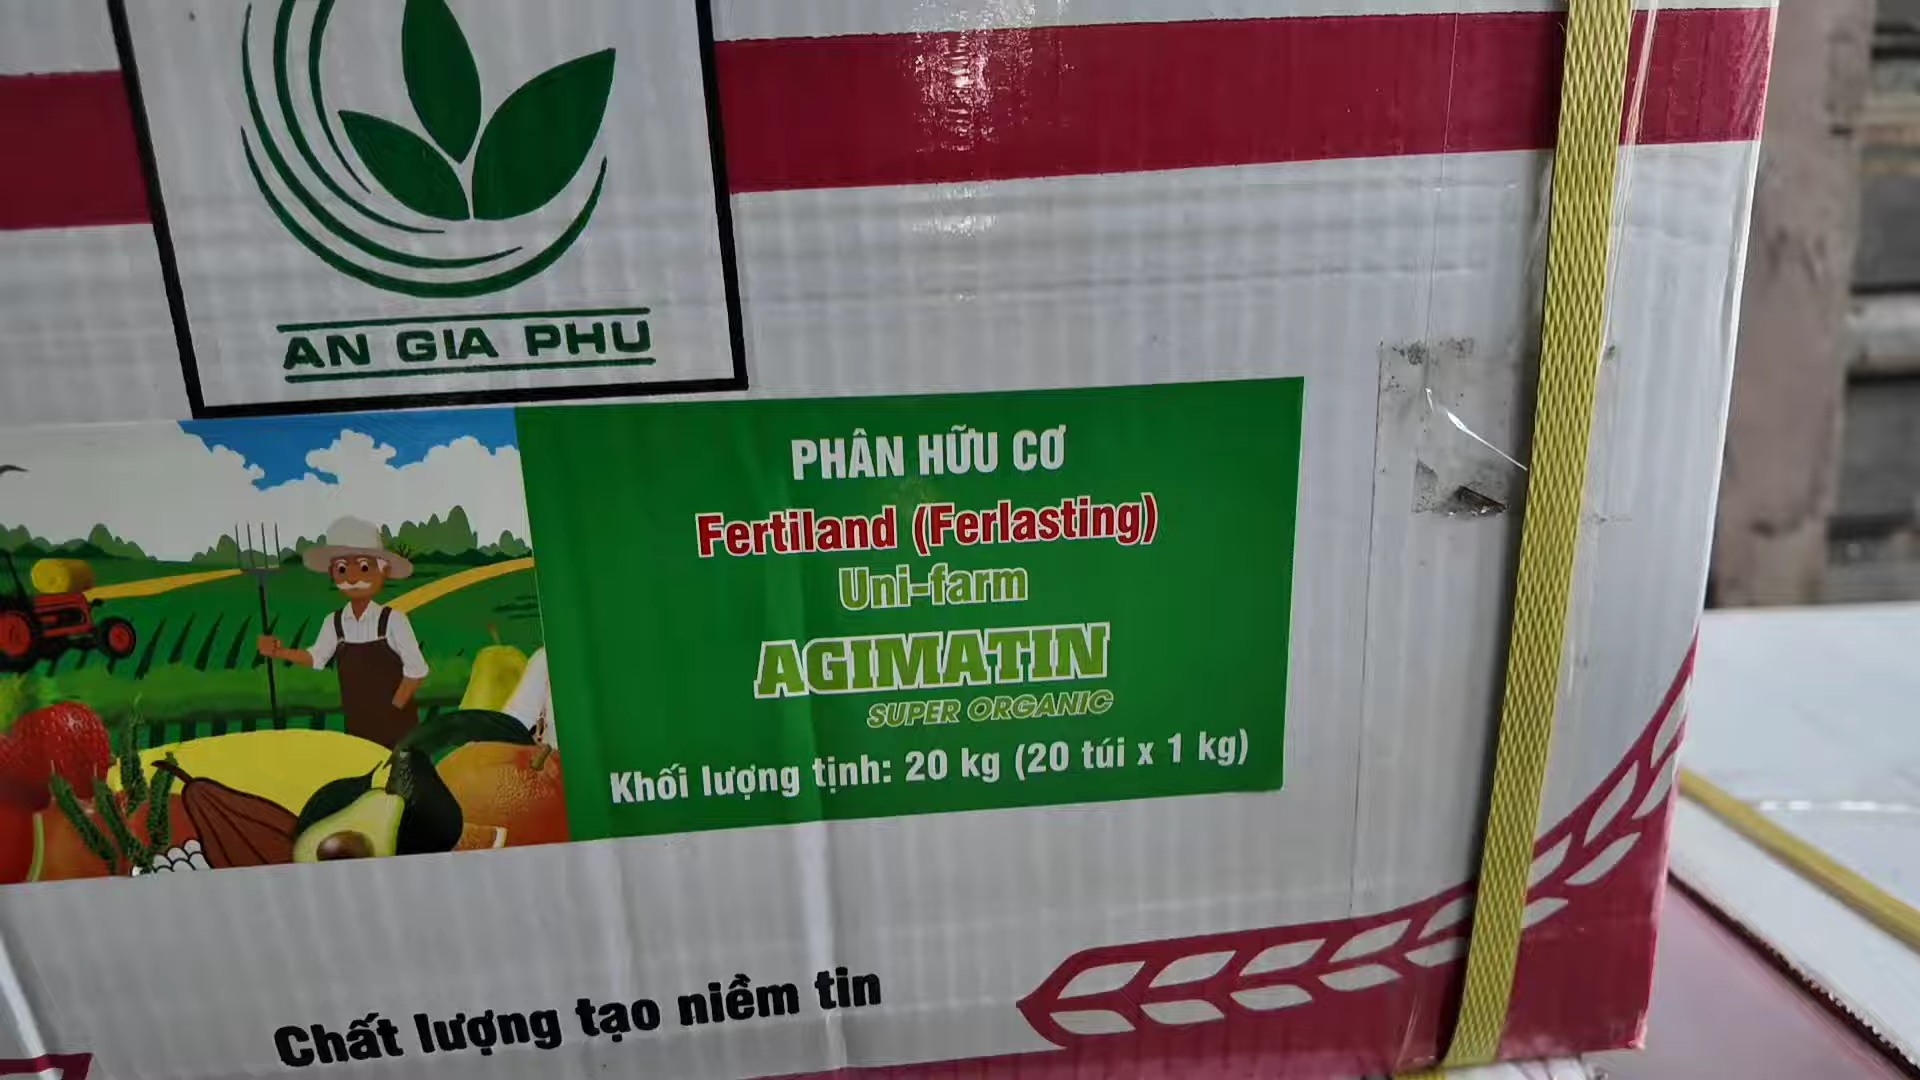 AN GIA PHU
PHÂN HỮU CƠ
Fertiland (Ferlasting)
Uni-farm
AGIMATIN
SUPER ORGANIC
Khối lượng tịnh: 20 kg (20 túi x 1 kg)
Chất lượng tạo niềm tin